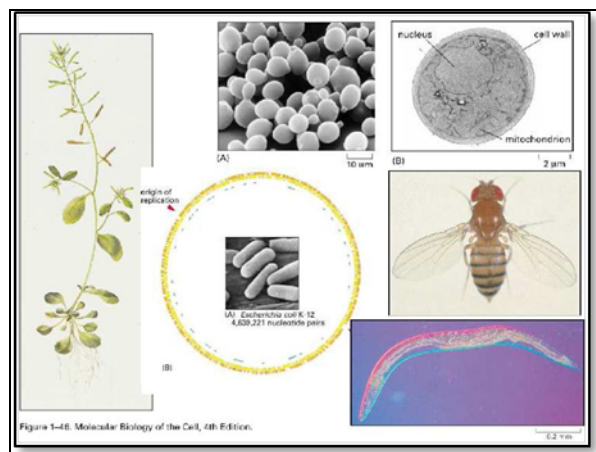 nucleus
cell wall
mitochondrion
(A)
10 µm
(B)
2 µm
origin of
replication
(A) Escherichia coli K-12
4,639,221 nucleotide pairs
(B)
Figure 1–46. Molecular Biology of the Cell, 4th Edition.
0.2 mm